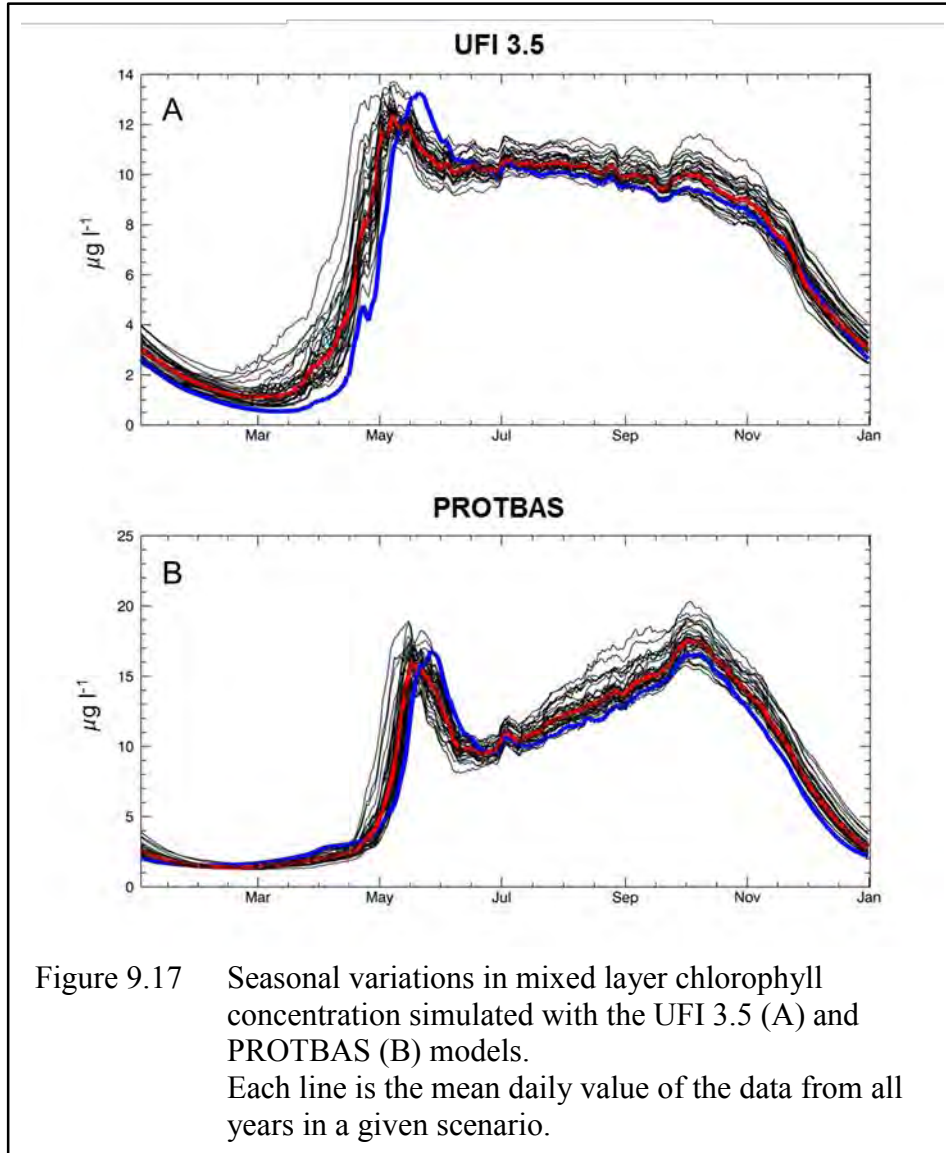 UFI 3.5
14
A
12
10
8
6
4
2
0
µg l-1
Mar May Jul Sep Nov Jan
PROTBAS
25
B
20
15
10
5
0
µg l-1
Mar May Jul Sep Nov Jan
Figure 9.17 Seasonal variations in mixed layer chlorophyll
concentration simulated with the UFI 3.5 (A) and
PROTBAS (B) models.
Each line is the mean daily value of the data from all
years in a given scenario.